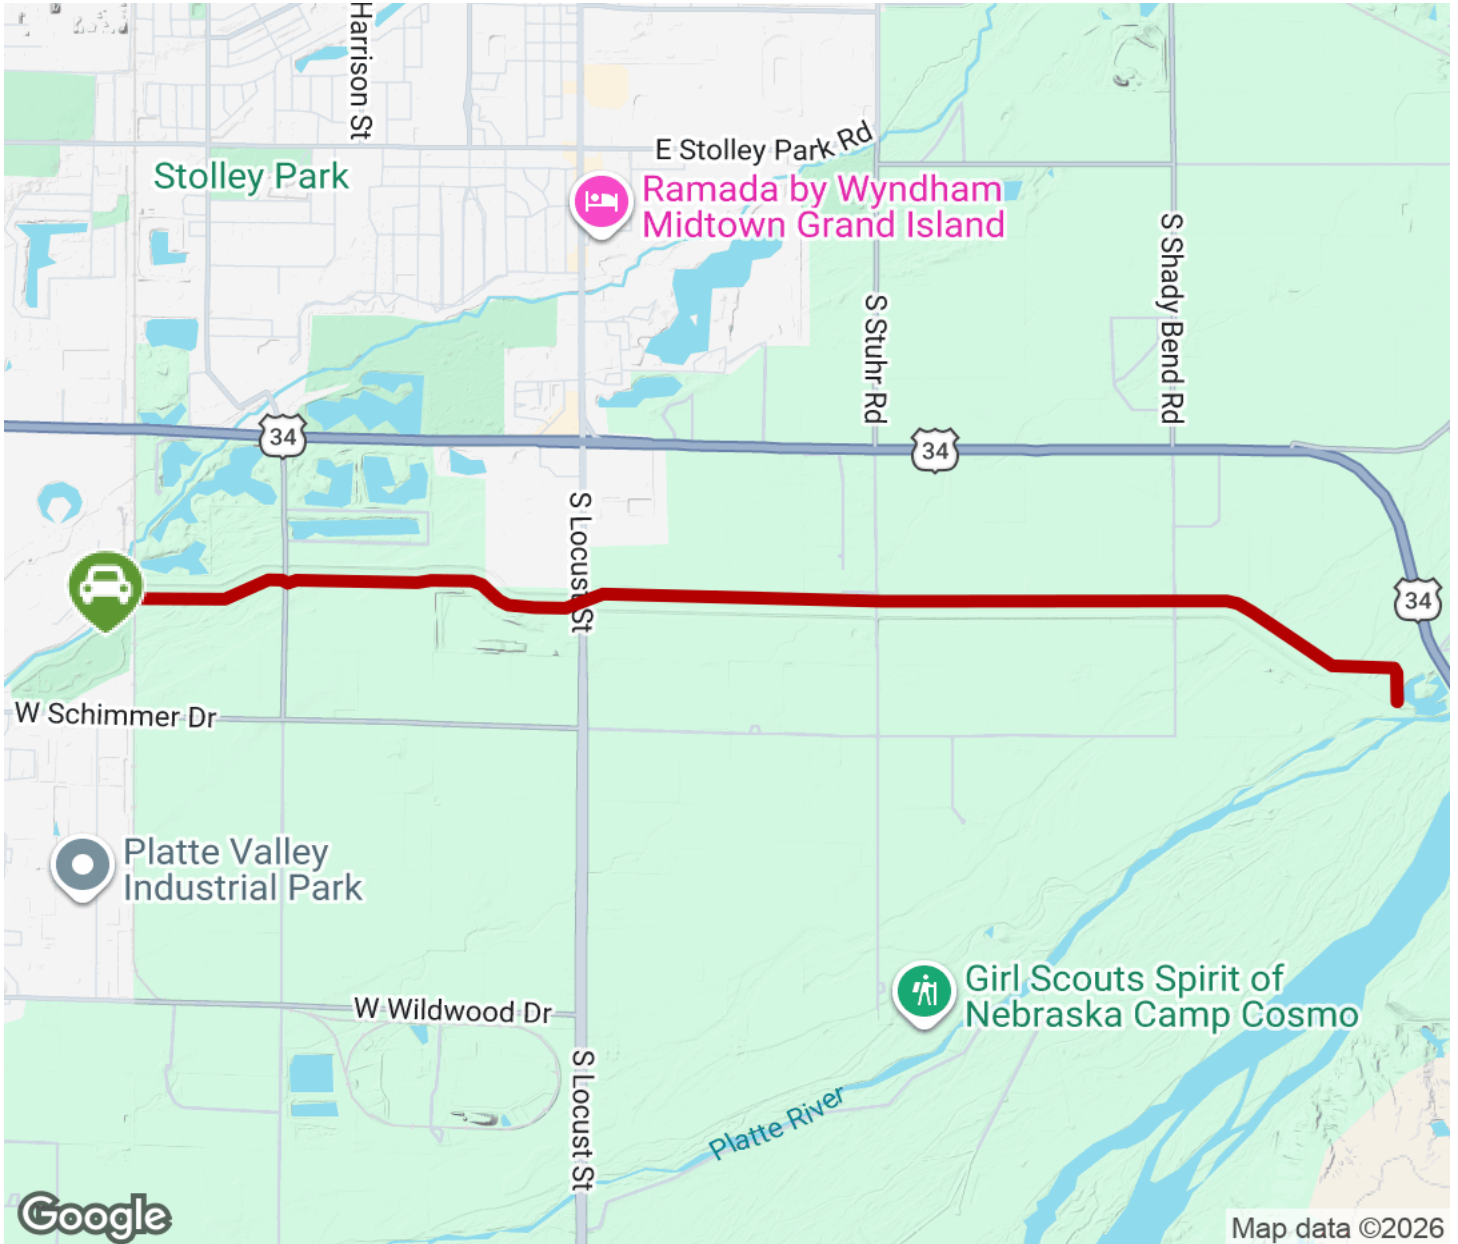 Harrison St
E Stolley Park Rd
Stolley Park
Ramada by Wyndham
Midtown Grand Island
S Shady Bend Rd
S Stuhr Rd
34
34
S Locust St
34
W Schimmer Dr
Platte Valley
Industrial Park
Girl Scouts Spirit of
Nebraska Camp Cosmo
W Wildwood Dr
S Locust St
Platte River
Google
Map data ©2026